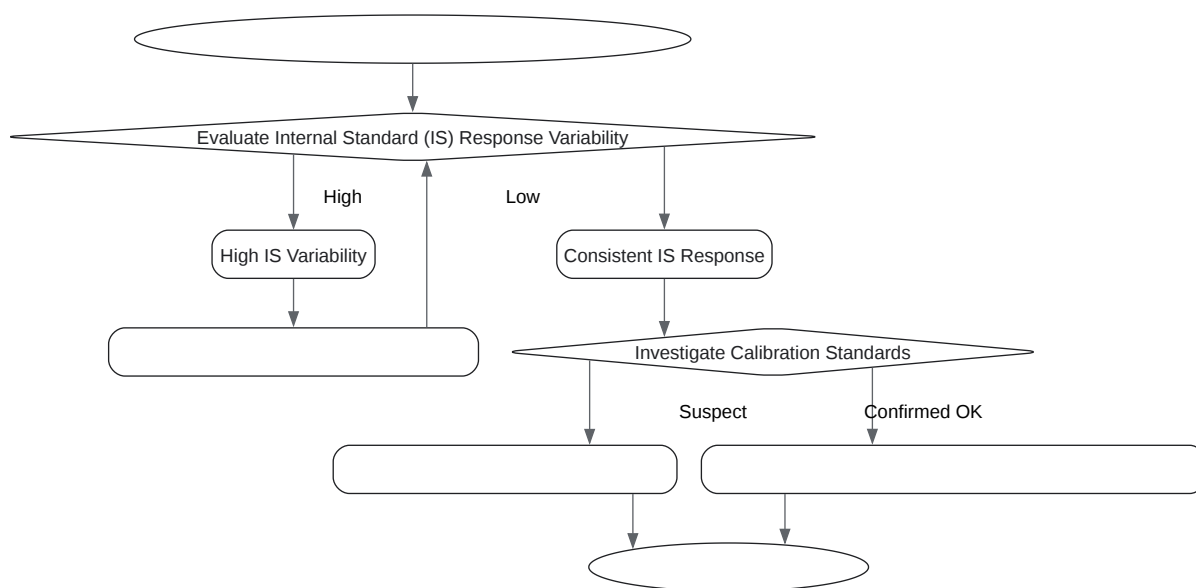 Evaluate Internal Standard (IS) Response Variability
High
Low
High IS Variability
Consistent IS Response
Investigate Calibration Standards
Suspect
Confirmed OK